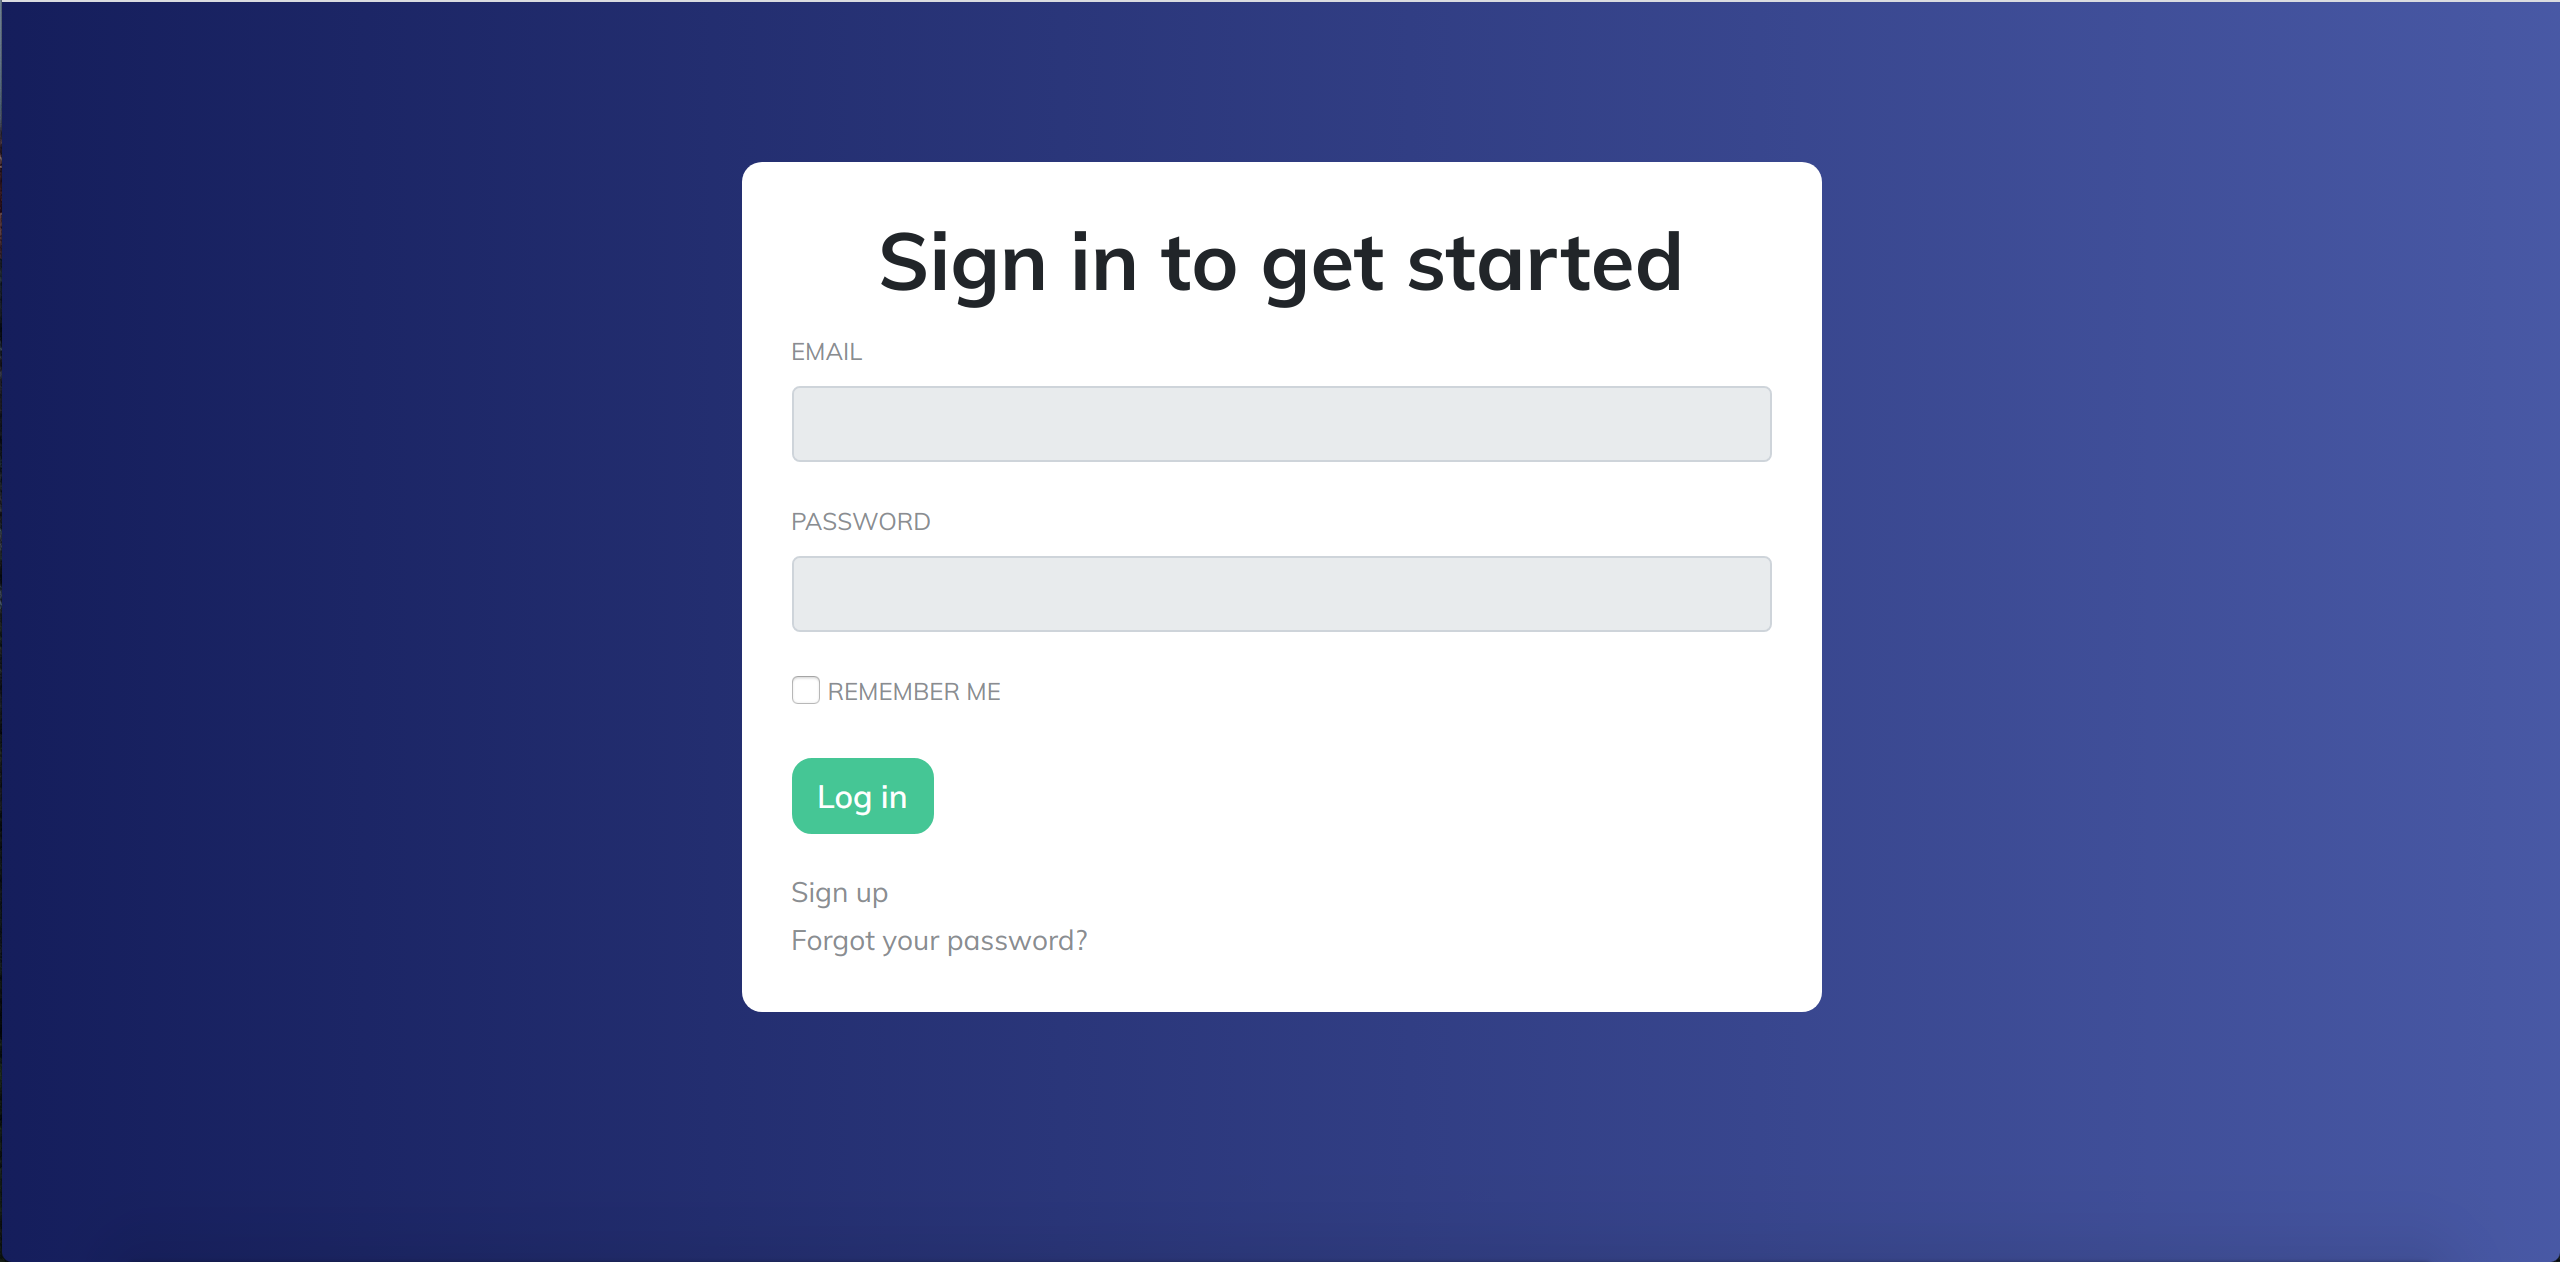 Sign in to get started
EMAIL
PASSWORD
REMEMBER ME
Log in
Sign up
Forgot your password?